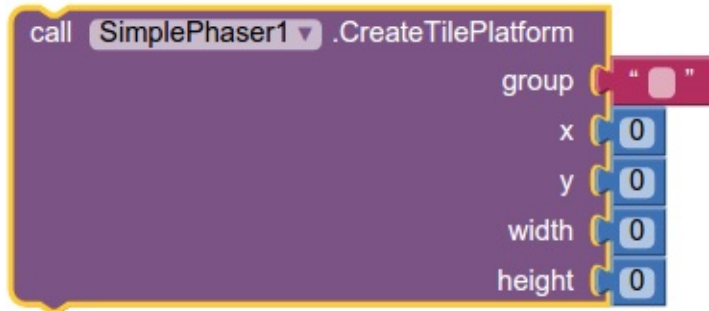 call SimplePhaser1 .CreateTilePlatform
group “ ”
x 0
y 0
width 0
height 0